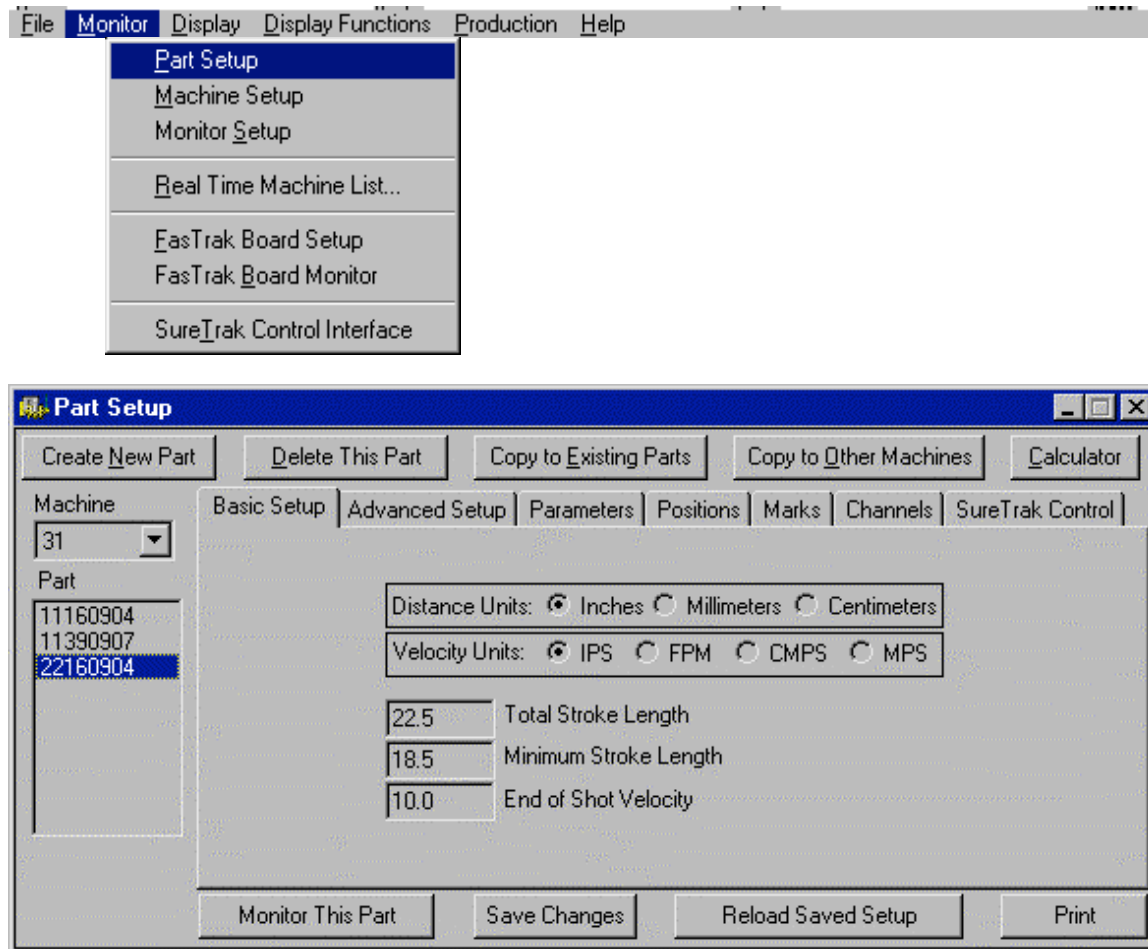 File Monitor Display Display Functions Production Help
Part Setup
Machine Setup
Monitor Setup
Real Time Machine List...
FasTrak Board Setup
FasTrak Board Monitor
SureTrak Control Interface
Part Setup
Create New Part Delete This Part Copy to Existing Parts Copy to Other Machines Calculator
Machine
31
Part
11160904
11390907
22160904
Basic Setup Advanced Setup Parameters Positions Marks Channels SureTrak Control
Distance Units: Inches Millimeters Centimeters
Velocity Units: IPS FPM CMPS MPS
22.5 Total Stroke Length
18.5 Minimum Stroke Length
10.0 End of Shot Velocity
Monitor This Part Save Changes Reload Saved Setup Print